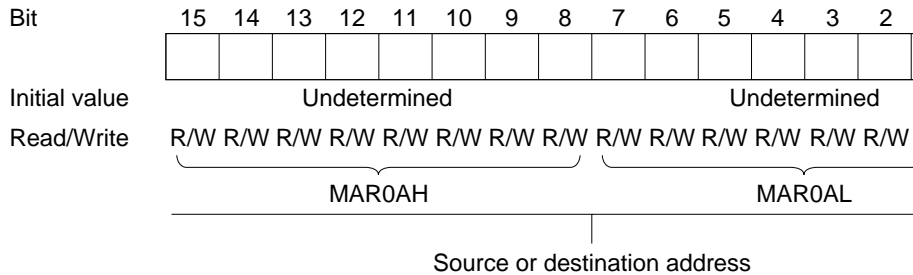 Bit 15 14 13 12 11 10 9 8 7 6 5 4 3 2
Initial value Undetermined Undetermined
Read/Write R/W R/W R/W R/W R/W R/W R/W R/W R/W R/W R/W R/W R/W R/W
MAR0AH MAR0AL
Source or destination address